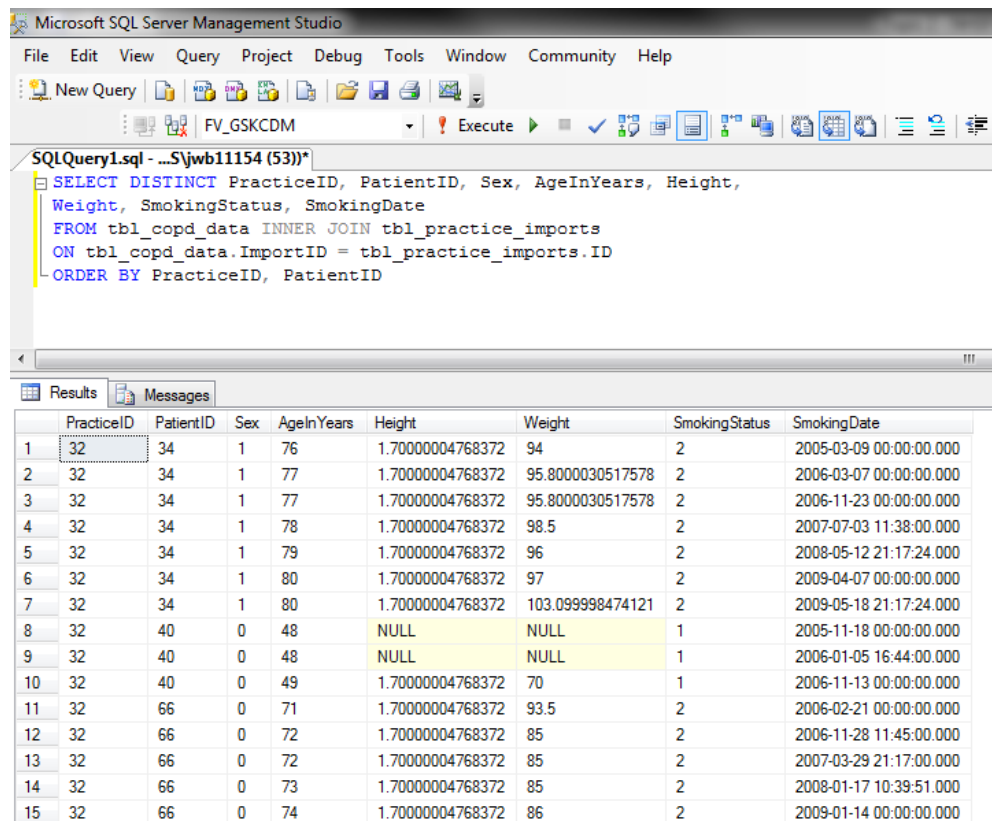 Microsoft SQL Server Management Studio
File Edit View Query Project Debug Tools Window Community Help
New Query
FV_GSKCDM Execute
SQLQuery1.sql - ...S\jwb11154 (53))*
SELECT DISTINCT PracticeID, PatientID, Sex, AgeInYears, Height,
Weight, SmokingStatus, SmokingDate
FROM tbl_copd_data INNER JOIN tbl_practice_imports
ON tbl_copd_data.ImportID = tbl_practice_imports.ID
ORDER BY PracticeID, PatientID
Results Messages
PracticeID PatientID Sex AgeInYears Height Weight SmokingStatus SmokingDate
1 32 34 1 76 1.70000004768372 94 2 2005-03-09 00:00:00.000
2 32 34 1 77 1.70000004768372 95.8000030517578 2 2006-03-07 00:00:00.000
3 32 34 1 77 1.70000004768372 95.8000030517578 2 2006-11-23 00:00:00.000
4 32 34 1 78 1.70000004768372 98.5 2 2007-07-03 11:38:00.000
5 32 34 1 79 1.70000004768372 96 2 2008-05-12 21:17:24.000
6 32 34 1 80 1.70000004768372 97 2 2009-04-07 00:00:00.000
7 32 34 1 80 1.70000004768372 103.099998474121 2 2009-05-18 21:17:24.000
8 32 40 0 48 NULL NULL 1 2005-11-18 00:00:00.000
9 32 40 0 48 NULL NULL 1 2006-01-05 16:44:00.000
10 32 40 0 49 1.70000004768372 70 1 2006-11-13 00:00:00.000
11 32 66 0 71 1.70000004768372 93.5 2 2006-02-21 00:00:00.000
12 32 66 0 72 1.70000004768372 85 2 2006-11-28 11:45:00.000
13 32 66 0 72 1.70000004768372 85 2 2007-03-29 21:17:00.000
14 32 66 0 73 1.70000004768372 85 2 2008-01-17 10:39:51.000
15 32 66 0 74 1.70000004768372 86 2 2009-01-14 00:00:00.000